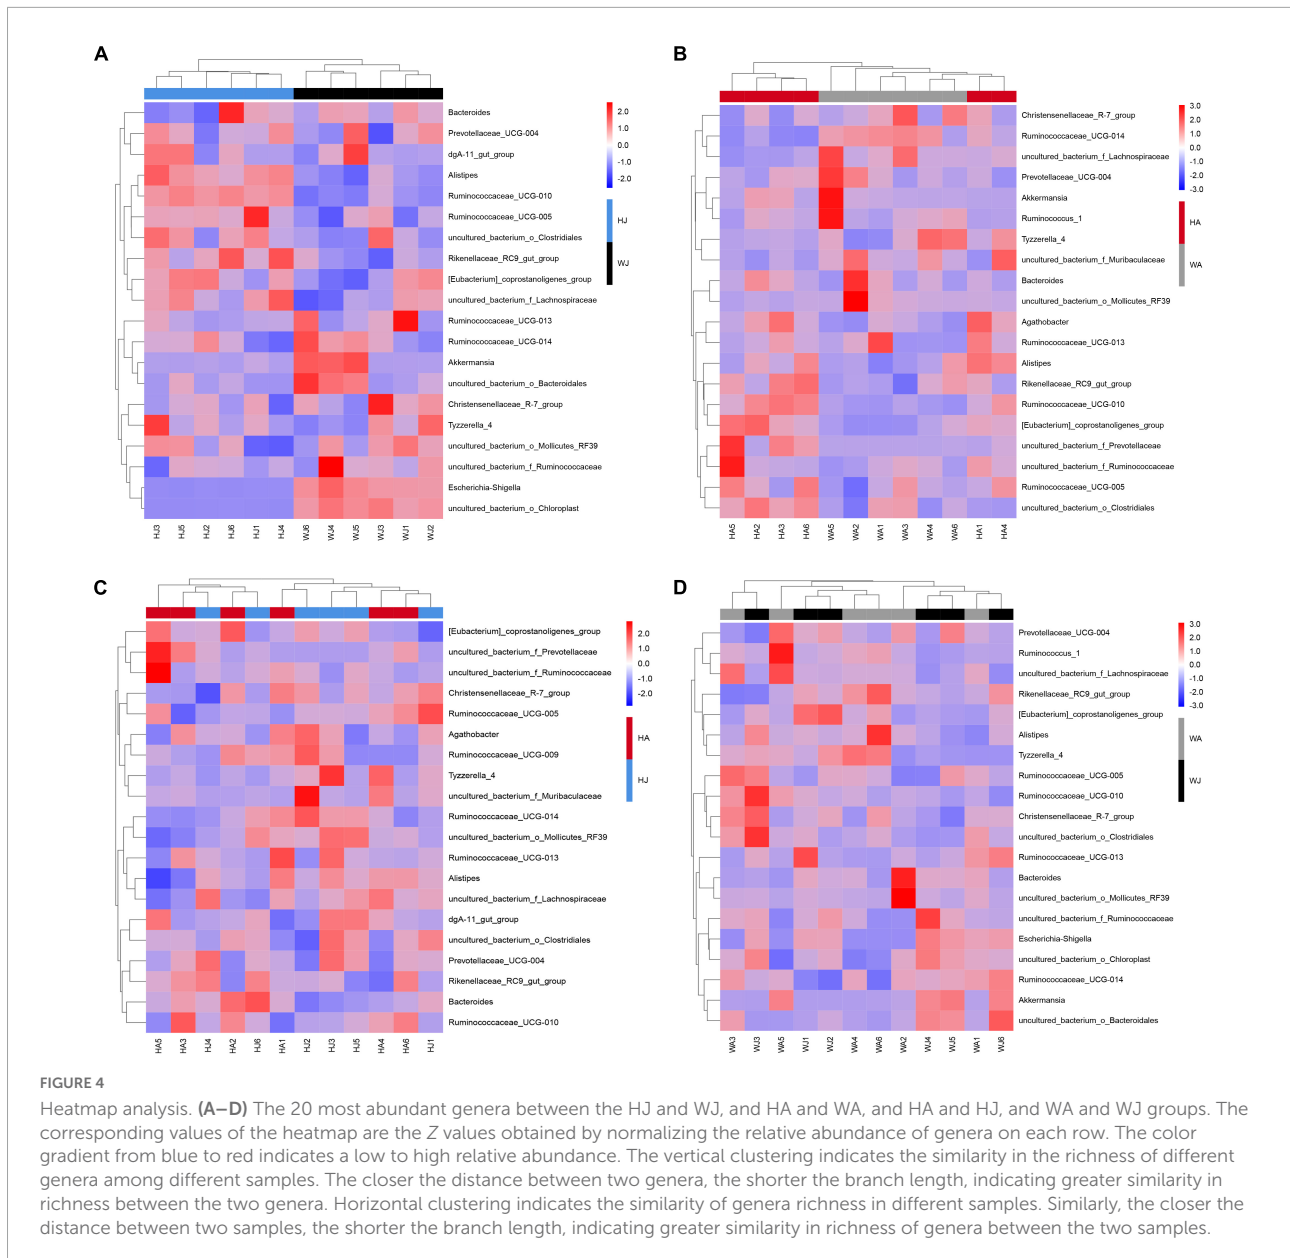 A
Bacteroides
Prevotellaceae_UCG-004
dgA-11_gut_group
Alistipes
Ruminococcaceae_UCG-010
Ruminococcaceae_UCG-005
uncultured_bacterium_o_Clostridiales
Rikenellaceae_RC9_gut_group
[Eubacterium]_coprostanoligenes_group
uncultured_bacterium_f_Lachnospiraceae
Ruminococcaceae_UCG-013
Ruminococcaceae_UCG-014
Akkermansia
uncultured_bacterium_o_Bacteroidales
Christensenellaceae_R-7_group
Tyzzerella_4
uncultured_bacterium_o_Mollicutes_RF39
uncultured_bacterium_f_Ruminococcaceae
Escherichia-Shigella
uncultured_bacterium_o_Chloroplast
HJ3 HJ5 HJ2 HJ6 HJ1 HJ4 WJ6 WJ4 WJ5 WJ3 WJ1 WJ2
2.0
1.0
0.0
-1.0
-2.0
HJ
WJ
B
Christensenellaceae_R-7_group
Ruminococcaceae_UCG-014
uncultured_bacterium_f_Lachnospiraceae
Prevotellaceae_UCG-004
Akkermansia
Ruminococcus_1
Tyzzerella_4
uncultured_bacterium_f_Muribaculaceae
Bacteroides
uncultured_bacterium_o_Mollicutes_RF39
Agathobacter
Ruminococcaceae_UCG-013
Alistipes
Rikenellaceae_RC9_gut_group
Ruminococcaceae_UCG-010
[Eubacterium]_coprostanoligenes_group
uncultured_bacterium_f_Prevotellaceae
uncultured_bacterium_f_Ruminococcaceae
Ruminococcaceae_UCG-005
uncultured_bacterium_o_Clostridiales
HA5 HA2 HA3 HA6 WA5 WA2 WA1 WA3 WA4 WA6 HA1 HA4
3.0
2.0
1.0
0.0
-1.0
-2.0
-3.0
HA
WA
C
[Eubacterium]_coprostanoligenes_group
uncultured_bacterium_f_Prevotellaceae
uncultured_bacterium_f_Ruminococcaceae
Christensenellaceae_R-7_group
Ruminococcaceae_UCG-005
Agathobacter
Ruminococcaceae_UCG-009
Tyzzerella_4
uncultured_bacterium_f_Muribaculaceae
Ruminococcaceae_UCG-014
uncultured_bacterium_o_Mollicutes_RF39
Ruminococcaceae_UCG-013
Alistipes
uncultured_bacterium_f_Lachnospiraceae
dgA-11_gut_group
uncultured_bacterium_o_Clostridiales
Prevotellaceae_UCG-004
Rikenellaceae_RC9_gut_group
Bacteroides
Ruminococcaceae_UCG-010
HA5 HA3 HJ4 HA2 HJ6 HA1 HJ2 HJ3 HJ5 HA4 HA6 HJ1
2.0
1.0
0.0
-1.0
-2.0
HA
HJ
D
Prevotellaceae_UCG-004
Ruminococcus_1
uncultured_bacterium_f_Lachnospiraceae
Rikenellaceae_RC9_gut_group
[Eubacterium]_coprostanoligenes_group
Alistipes
Tyzzerella_4
Ruminococcaceae_UCG-005
Ruminococcaceae_UCG-010
Christensenellaceae_R-7_group
uncultured_bacterium_o_Clostridiales
Ruminococcaceae_UCG-013
Bacteroides
uncultured_bacterium_o_Mollicutes_RF39
uncultured_bacterium_f_Ruminococcaceae
Escherichia-Shigella
uncultured_bacterium_o_Chloroplast
Ruminococcaceae_UCG-014
Akkermansia
uncultured_bacterium_o_Bacteroidales
WA3 WJ3 WA5 WJ1 WJ2 WA4 WA6 WA2 WJ4 WJ5 WA1 WJ6
3.0
2.0
1.0
0.0
-1.0
-2.0
-3.0
WA
WJ
FIGURE 4
Heatmap analysis. (A–D) The 20 most abundant genera between the HJ and WJ, and HA and WA, and HA and HJ, and WA and WJ groups. The
corresponding values of the heatmap are the Z values obtained by normalizing the relative abundance of genera on each row. The color
gradient from blue to red indicates a low to high relative abundance. The vertical clustering indicates the similarity in the richness of different
genera among different samples. The closer the distance between two genera, the shorter the branch length, indicating greater similarity in
richness between the two genera. Horizontal clustering indicates the similarity of genera richness in different samples. Similarly, the closer the
distance between two samples, the shorter the branch length, indicating greater similarity in richness of genera between the two samples.